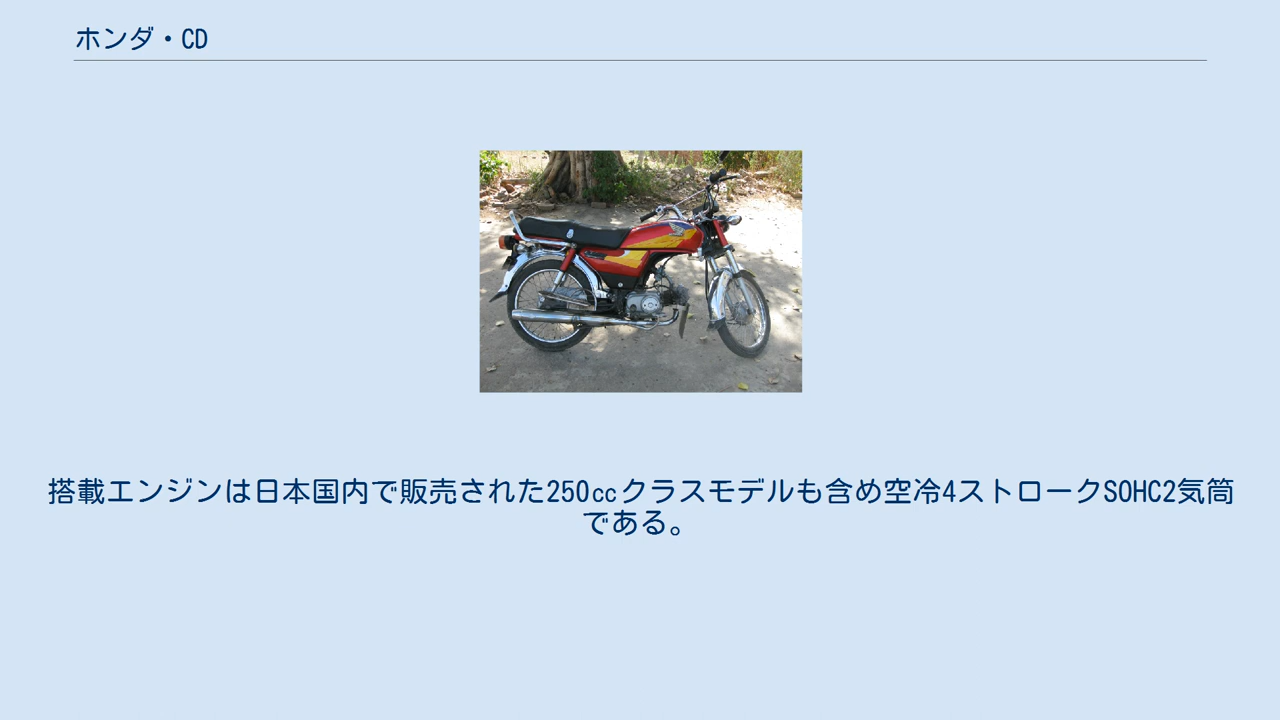 ホンダ・CD
搭載エンジンは日本国内で販売された250㏄クラスモデルも含め空冷4ストロークSOHC2気筒
である。